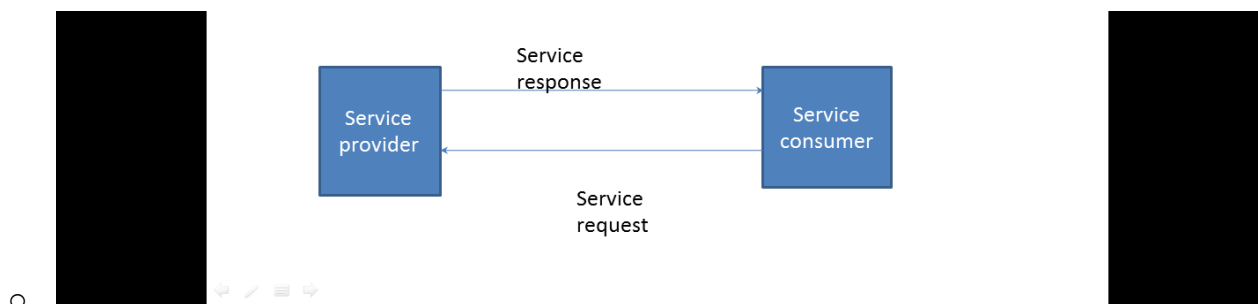 Service
response
Service
provider
Service
consumer
Service
request